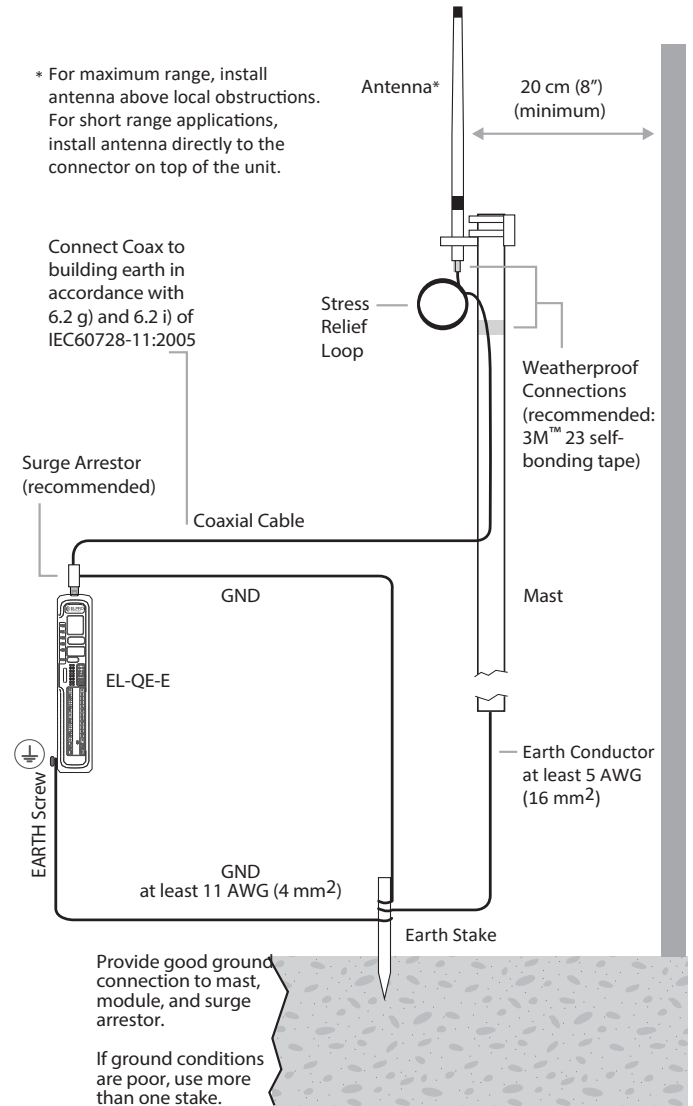 * For maximum range, install
antenna above local obstructions.
For short range applications,
install antenna directly to the
connector on top of the unit.
Antenna*
20 cm (8”)
(minimum)
Connect Coax to
building earth in
accordance with
6.2 g) and 6.2 i) of
IEC60728-11:2005
Stress
Relief
Loop
Weatherproof
Connections
(recommended:
3M™ 23 self-
bonding tape)
Surge Arrestor
(recommended)
Coaxial Cable
GND
Mast
EL-QE-E
EARTH Screw
Earth Conductor
at least 5 AWG
(16 mm2)
GND
at least 11 AWG (4 mm2)
Earth Stake
Provide good ground
connection to mast,
module, and surge
arrestor.
If ground conditions
are poor, use more
than one stake.